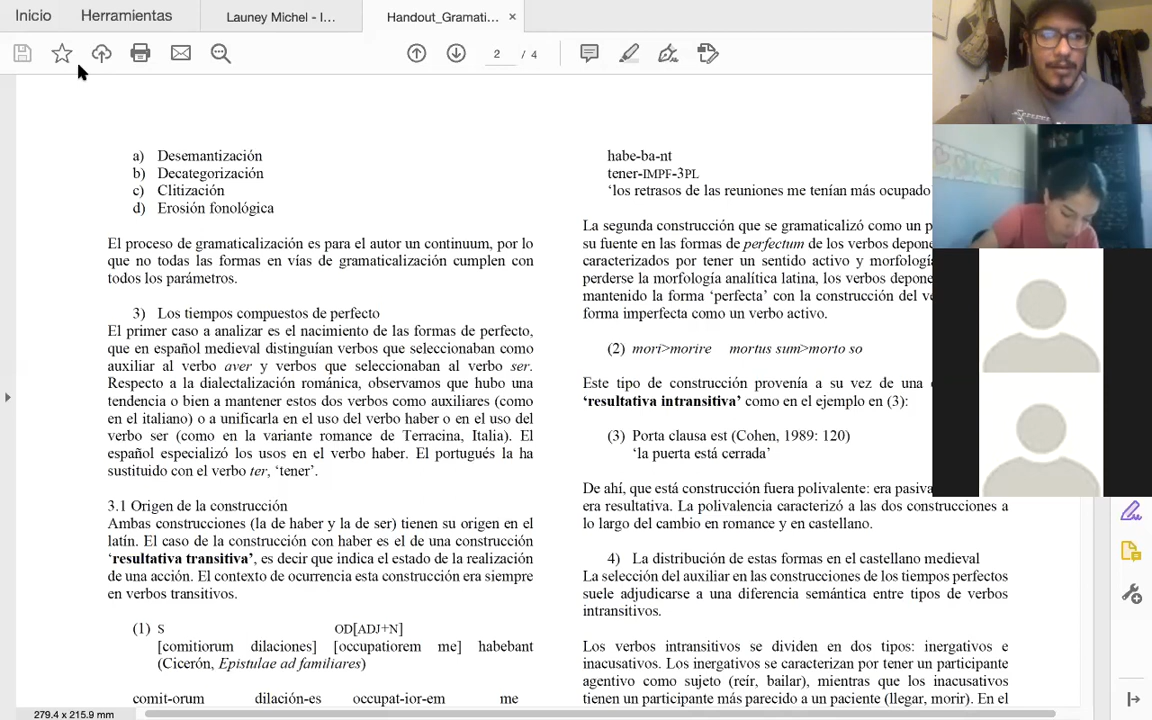 Inicio
Herramientas
Launey Michel - I...
Handout_Gramati...
×
2 / 4
a) Desemantización
b) Decategorización
c) Clitización
d) Erosión fonológica
El proceso de gramaticalización es para el autor un continuum, por lo
que no todas las formas en vías de gramaticalización cumplen con
todos los parámetros.
3) Los tiempos compuestos de perfecto
El primer caso a analizar es el nacimiento de las formas de perfecto,
que en español medieval distinguían verbos que seleccionaban como
auxiliar al verbo aver y verbos que seleccionaban al verbo ser.
Respecto a la dialectalización románica, observamos que hubo una
tendencia o bien a mantener estos dos verbos como auxiliares (como
en el italiano) o a unificarla en el uso del verbo haber o en el uso del
verbo ser (como en la variante romance de Terracina, Italia). El
español especializó los usos en el verbo haber. El portugués la ha
sustituido con el verbo ter, ‘tener’.
3.1 Origen de la construcción
Ambas construcciones (la de haber y la de ser) tienen su origen en el
latín. El caso de la construcción con haber es el de una construcción
‘resultativa transitiva’, es decir que indica el estado de la realización
de una acción. El contexto de ocurrencia esta construcción era siempre
en verbos transitivos.
(1) S OD[ADJ+N]
[comitiorum dilaciones] [occupatiorem me] habebant
(Cicerón, Epistulae ad familiares)
comit-orum dilación-es occupat-ior-em me
habe-ba-nt
tener-IMPF-3PL
‘los retrasos de las reuniones me tenían más ocupado’
La segunda construcción que se gramaticalizó como un p
su fuente en las formas de perfectum de los verbos depone
caracterizados por tener un sentido activo y morfología
perderse la morfología analítica latina, los verbos depone
mantenido la forma ‘perfecta’ con la construcción del ve
forma imperfecta como un verbo activo.
(2) mori>morire mortus sum>morto so
Este tipo de construcción provenía a su vez de una
‘resultativa intransitiva’ como en el ejemplo en (3):
(3) Porta clausa est (Cohen, 1989: 120)
‘la puerta está cerrada’
De ahí, que está construcción fuera polivalente: era pasiva
era resultativa. La polivalencia caracterizó a las dos construcciones a
lo largo del cambio en romance y en castellano.
4) La distribución de estas formas en el castellano medieval
La selección del auxiliar en las construcciones de los tiempos perfectos
suele adjudicarse a una diferencia semántica entre tipos de verbos
intransitivos.
Los verbos intransitivos se dividen en dos tipos: inergativos e
inacusativos. Los inergativos se caracterizan por tener un participante
agentivo como sujeto (reír, bailar), mientras que los inacusativos
tienen un participante más parecido a un paciente (llegar, morir). En el
279.4 x 215.9 mm